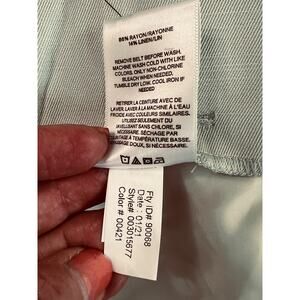 86% RAYON/RAYONNE
14% LINEN/LIN
REMOVE BELT BEFORE WASH.
MACHINE WASH COLD WITH LIKE
COLORS, ONLY NON-CHLORINE
BLEACH WHEN NEEDED.
TUMBLE DRY LOW. COOL IRON IF
NEEDED
RETIRER LA CEINTURE AVEC DE
LAVER. LAVER À LA MACHINE À L'EAU
FROIDE AVEC COULEURS SIMILAIRES.
UTILISEZ SEULEMENT DU
JAVELLISANT SANS CHLORE, SI
NÉCESSAIRE. SÉCHAGE PAR
CULBUTAGE À TEMPÉRATURE BASSE.
REPASSAGE DOUX, SI NÉCESSAIRE.
Fty ID# 90068
Date : 01/21
Style# 003015677
Color # 00421